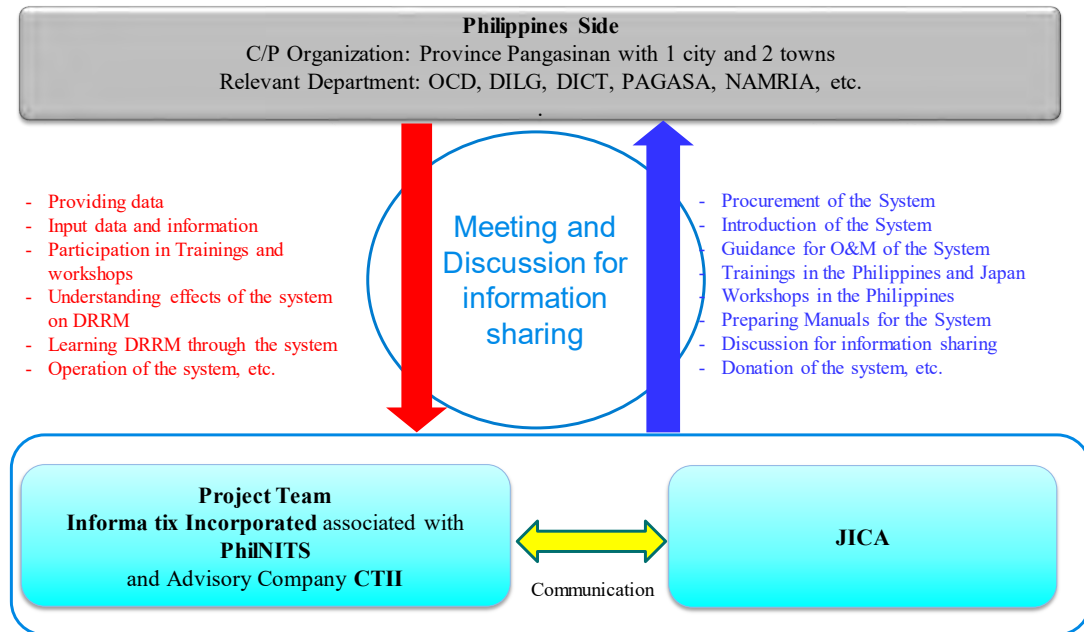 Philippines Side
C/P Organization: Province Pangasinan with 1 city and 2 towns
Relevant Department: OCD, DILG, DICT, PAGASA, NAMRIA, etc.
.
- Providing data
- Input data and information
- Participation in Trainings and
workshops
- Understanding effects of the system
on DRRM
- Learning DRRM through the system
- Operation of the system, etc.
Meeting and
Discussion for
information
sharing
- Procurement of the System
- Introduction of the System
- Guidance for O&M of the System
- Trainings in the Philippines and Japan
- Workshops in the Philippines
- Preparing Manuals for the System
- Discussion for information sharing
- Donation of the system, etc.
Project Team
Informa tix Incorporated associated with
PhilNITS
and Advisory Company CTII
Communication
JICA